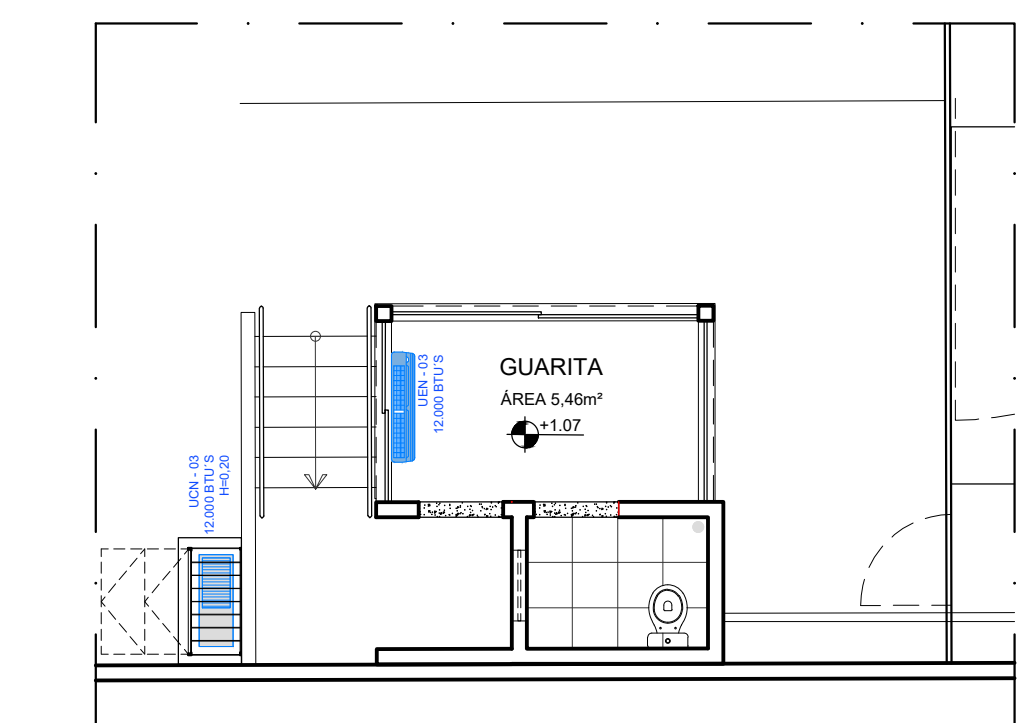 GUARITA
ÁREA 5,46m²
+1.07
UEN - 03
12.000 BTU´S
UCN - 03
12.000 BTU´S
H=0,20